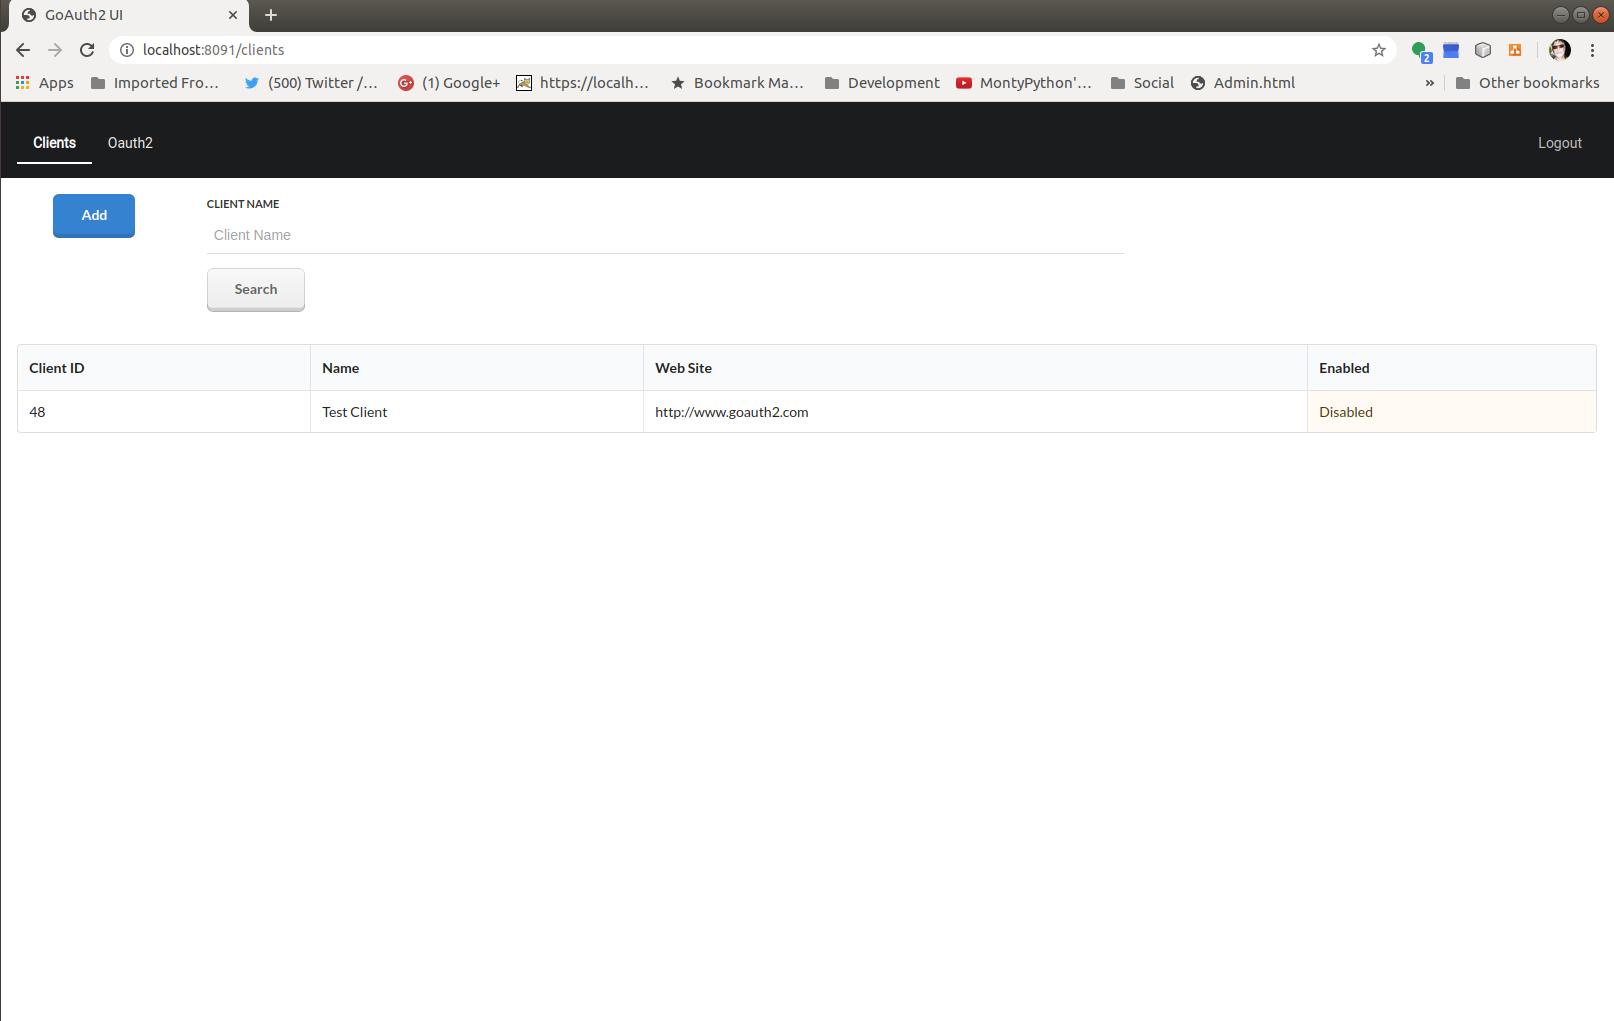 GoAuth2 UI
localhost:8091/clients
2
Apps Imported Fro... (500) Twitter /... (1) Google+ https://localh... Bookmark Ma... Development MontyPython'... Social Admin.html » Other bookmarks
Clients Oauth2 Logout
Add
CLIENT NAME
Client Name
Search
Client ID Name Web Site Enabled
48 Test Client http://www.goauth2.com Disabled